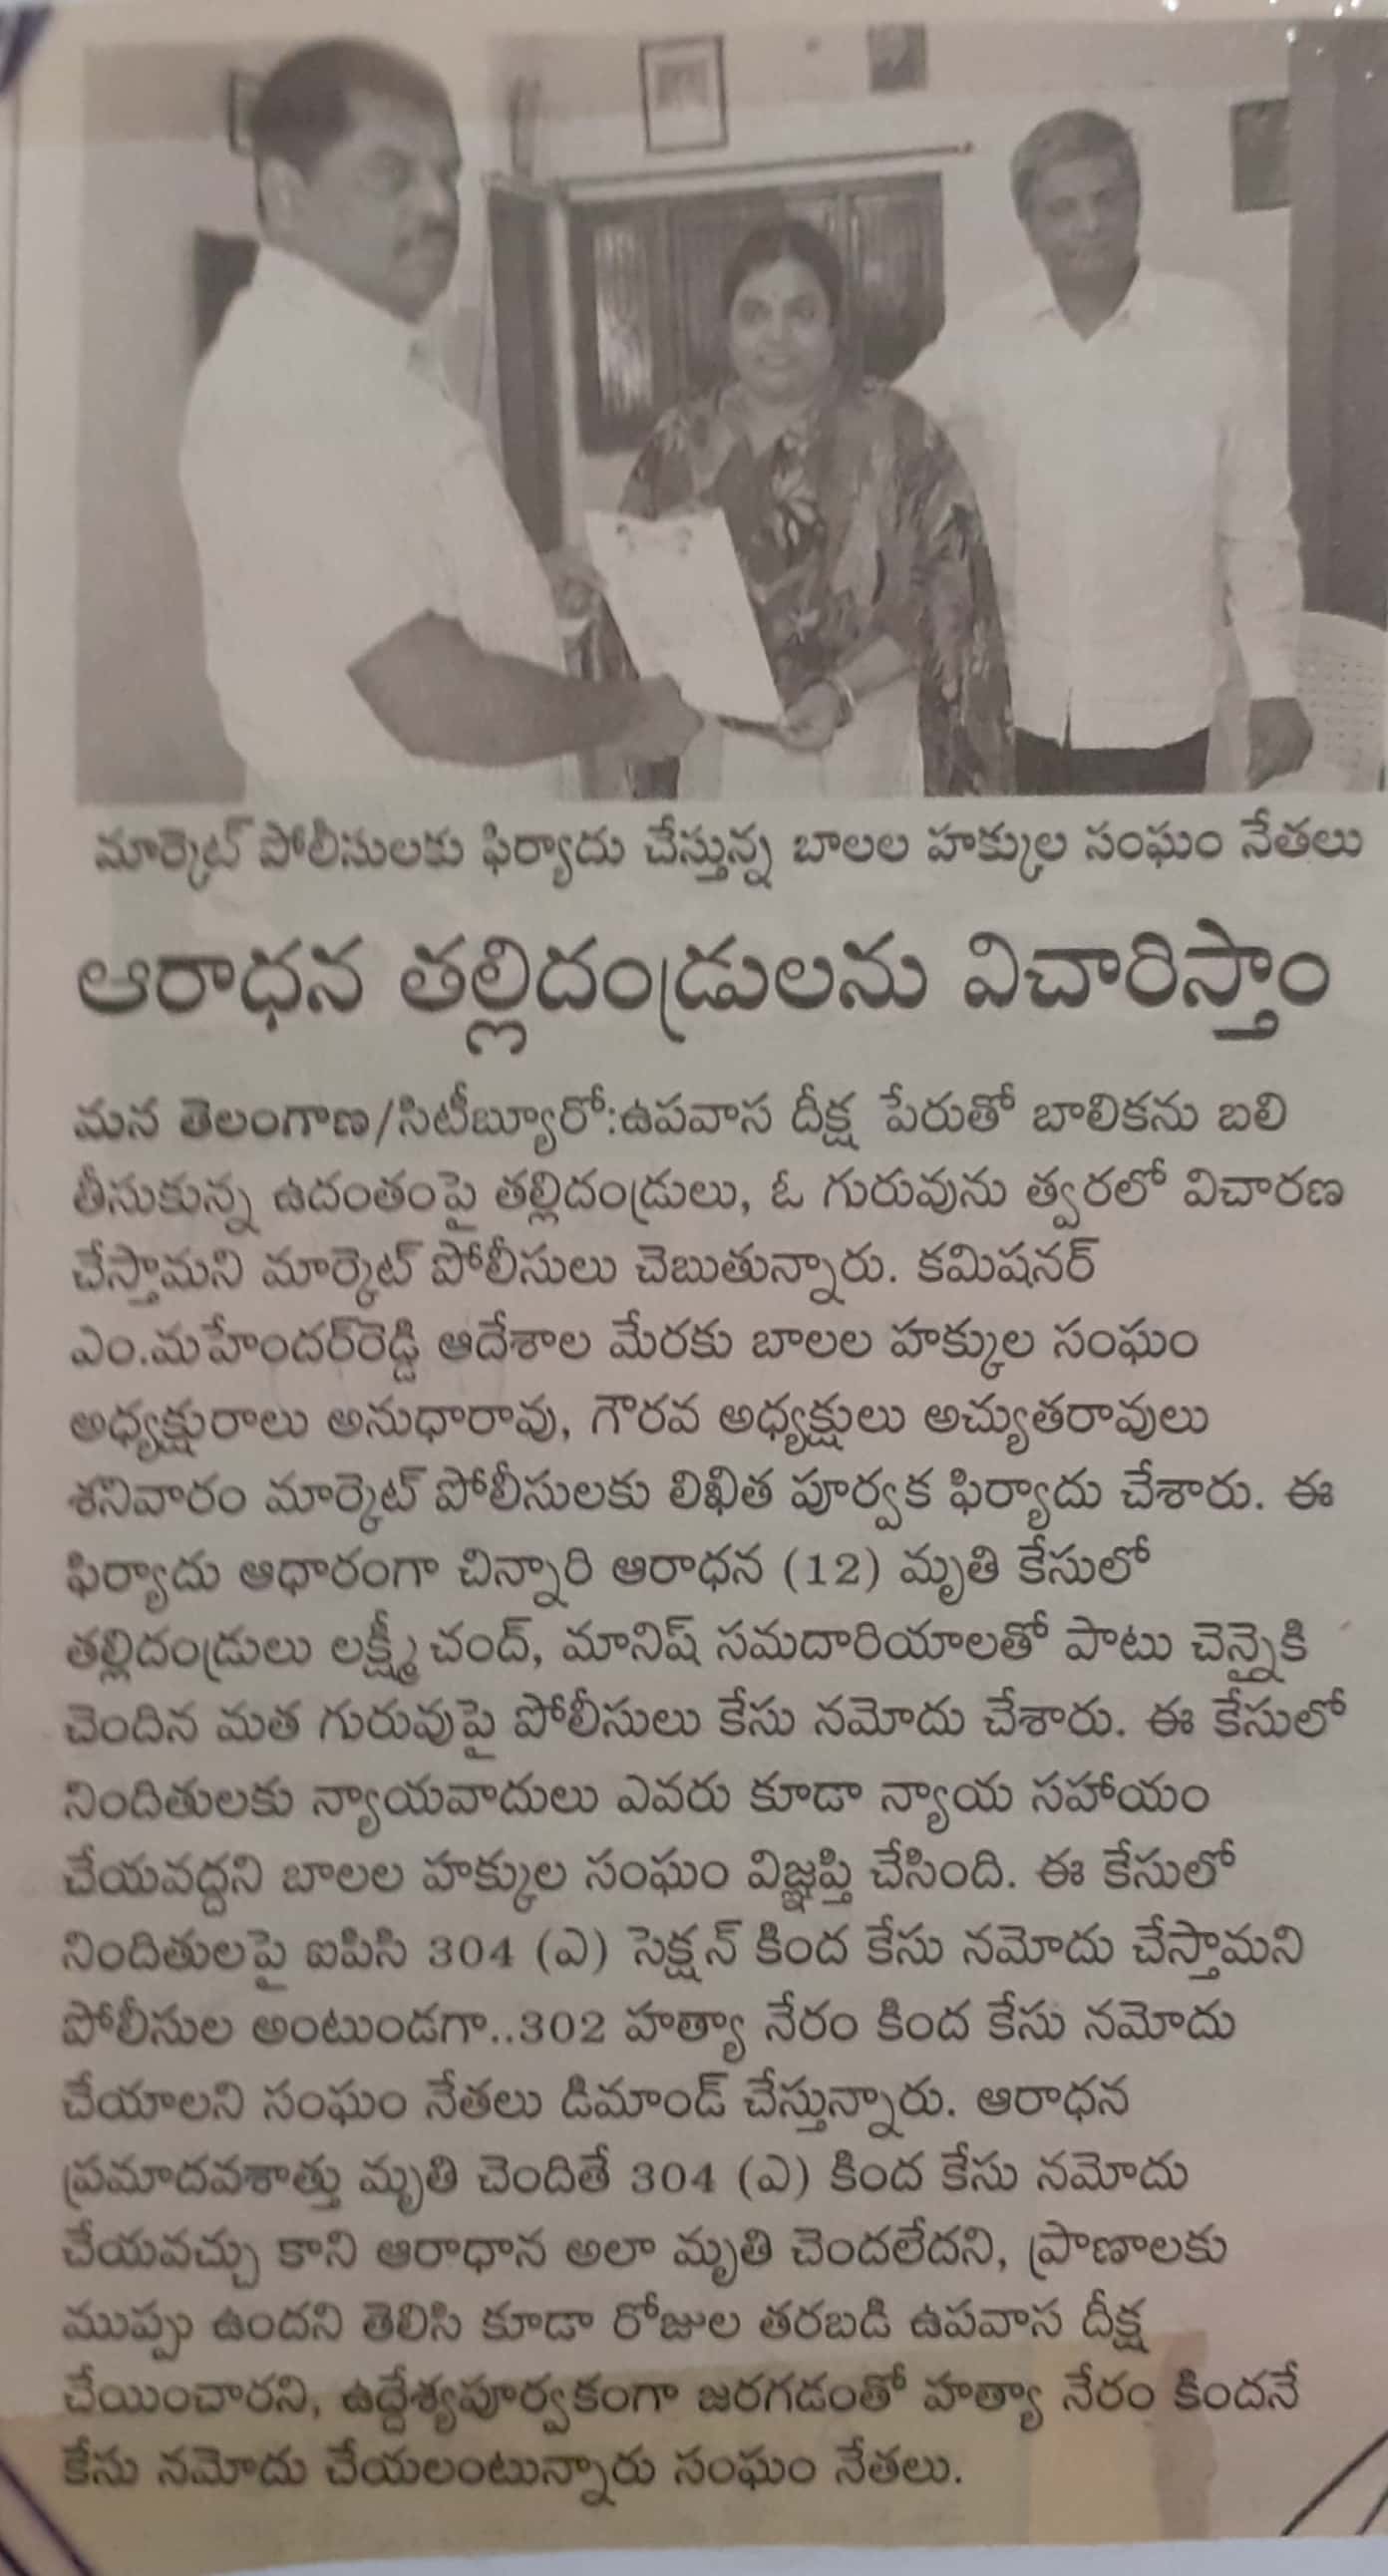 మార్కెట్ పోలీసులకు ఫిర్యాదు చేస్తున్న బాలల హక్కుల సంఘం నేతలు
ఆరాధన తల్లిదండ్రులను విచారిస్తాం
మన తెలంగాణ/సిటీబ్యూరో:ఉపవాస దీక్ష పేరుతో బాలికను బలి
తీసుకున్న ఉదంతంపై తల్లిదండ్రులు, ఓ గురువును త్వరలో విచారణ
చేస్తామని మార్కెట్ పోలీసులు చెబుతున్నారు. కమిషనర్
ఎం.మహేందర్‌రెడ్డి ఆదేశాల మేరకు బాలల హక్కుల సంఘం
అధ్యక్షురాలు అనుధారావు, గౌరవ అధ్యక్షులు అచ్యుతరావులు
శనివారం మార్కెట్ పోలీసులకు లిఖిత పూర్వక ఫిర్యాదు చేశారు. ఈ
ఫిర్యాదు ఆధారంగా చిన్నారి ఆరాధన (12) మృతి కేసులో
తల్లిదండ్రులు లక్ష్మీ చంద్, మానిష్ సమదారియాలతో పాటు చెన్నైకి
చెందిన మత గురువుపై పోలీసులు కేసు నమోదు చేశారు. ఈ కేసులో
నిందితులకు న్యాయవాదులు ఎవరు కూడా న్యాయ సహాయం
చేయవద్దని బాలల హక్కుల సంఘం విజ్ఞప్తి చేసింది. ఈ కేసులో
నిందితులపై ఐపిసి 304 (ఎ) సెక్షన్ కింద కేసు నమోదు చేస్తామని
పోలీసుల అంటుండగా..302 హత్యా నేరం కింద కేసు నమోదు
చేయాలని సంఘం నేతలు డిమాండ్ చేస్తున్నారు. ఆరాధన
ప్రమాదవశాత్తు మృతి చెందితే 304 (ఎ) కింద కేసు నమోదు
చేయవచ్చు కాని ఆరాధాన అలా మృతి చెందలేదని, ప్రాణాలకు
ముప్పు ఉందని తెలిసి కూడా రోజుల తరబడి ఉపవాస దీక్ష
చేయించారని, ఉద్దేశ్యపూర్వకంగా జరగడంతో హత్యా నేరం కిందనే
కేసు నమోదు చేయలంటున్నారు సంఘం నేతలు.